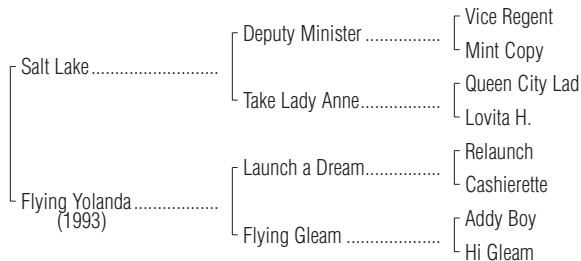 Vice Regent
Deputy Minister ................
Mint Copy
Salt Lake...........................
Queen City Lad
Take Lady Anne.................
Lovita H.
Relaunch
Launch a Dream................
Cashierette
Flying Yolanda..................
(1993)
Addy Boy
Flying Gleam ....................
Hi Gleam